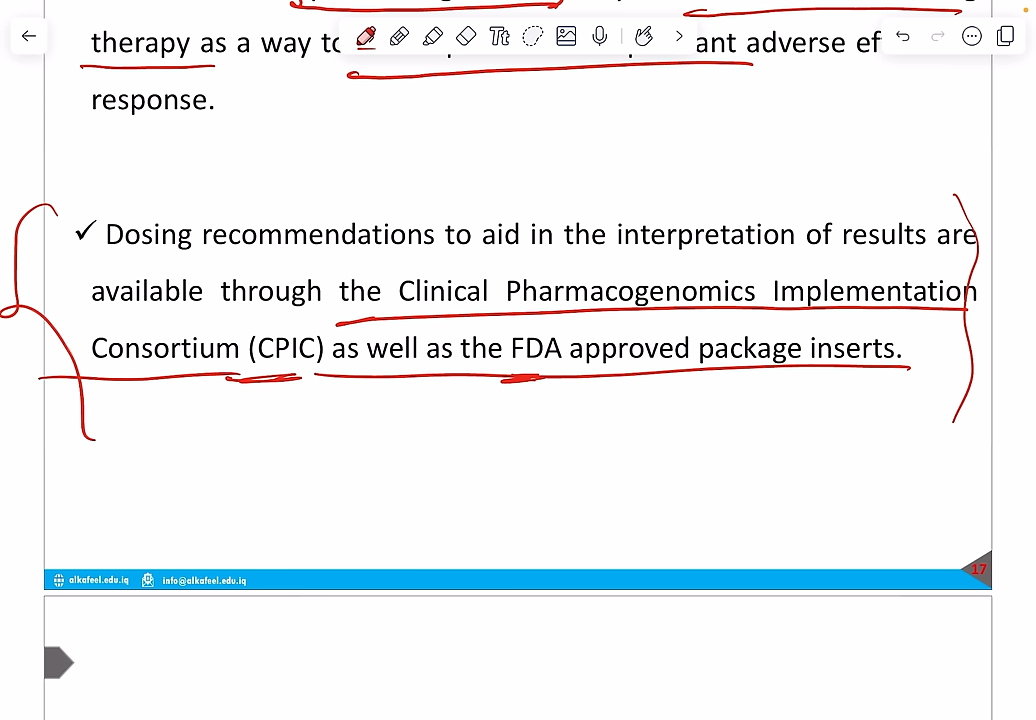 therapy as a way to ant adverse ef
response.
✓ Dosing recommendations to aid in the interpretation of results are
available through the Clinical Pharmacogenomics Implementation
Consortium (CPIC) as well as the FDA approved package inserts.
alkafeel.edu.iq info@alkafeel.edu.iq
17